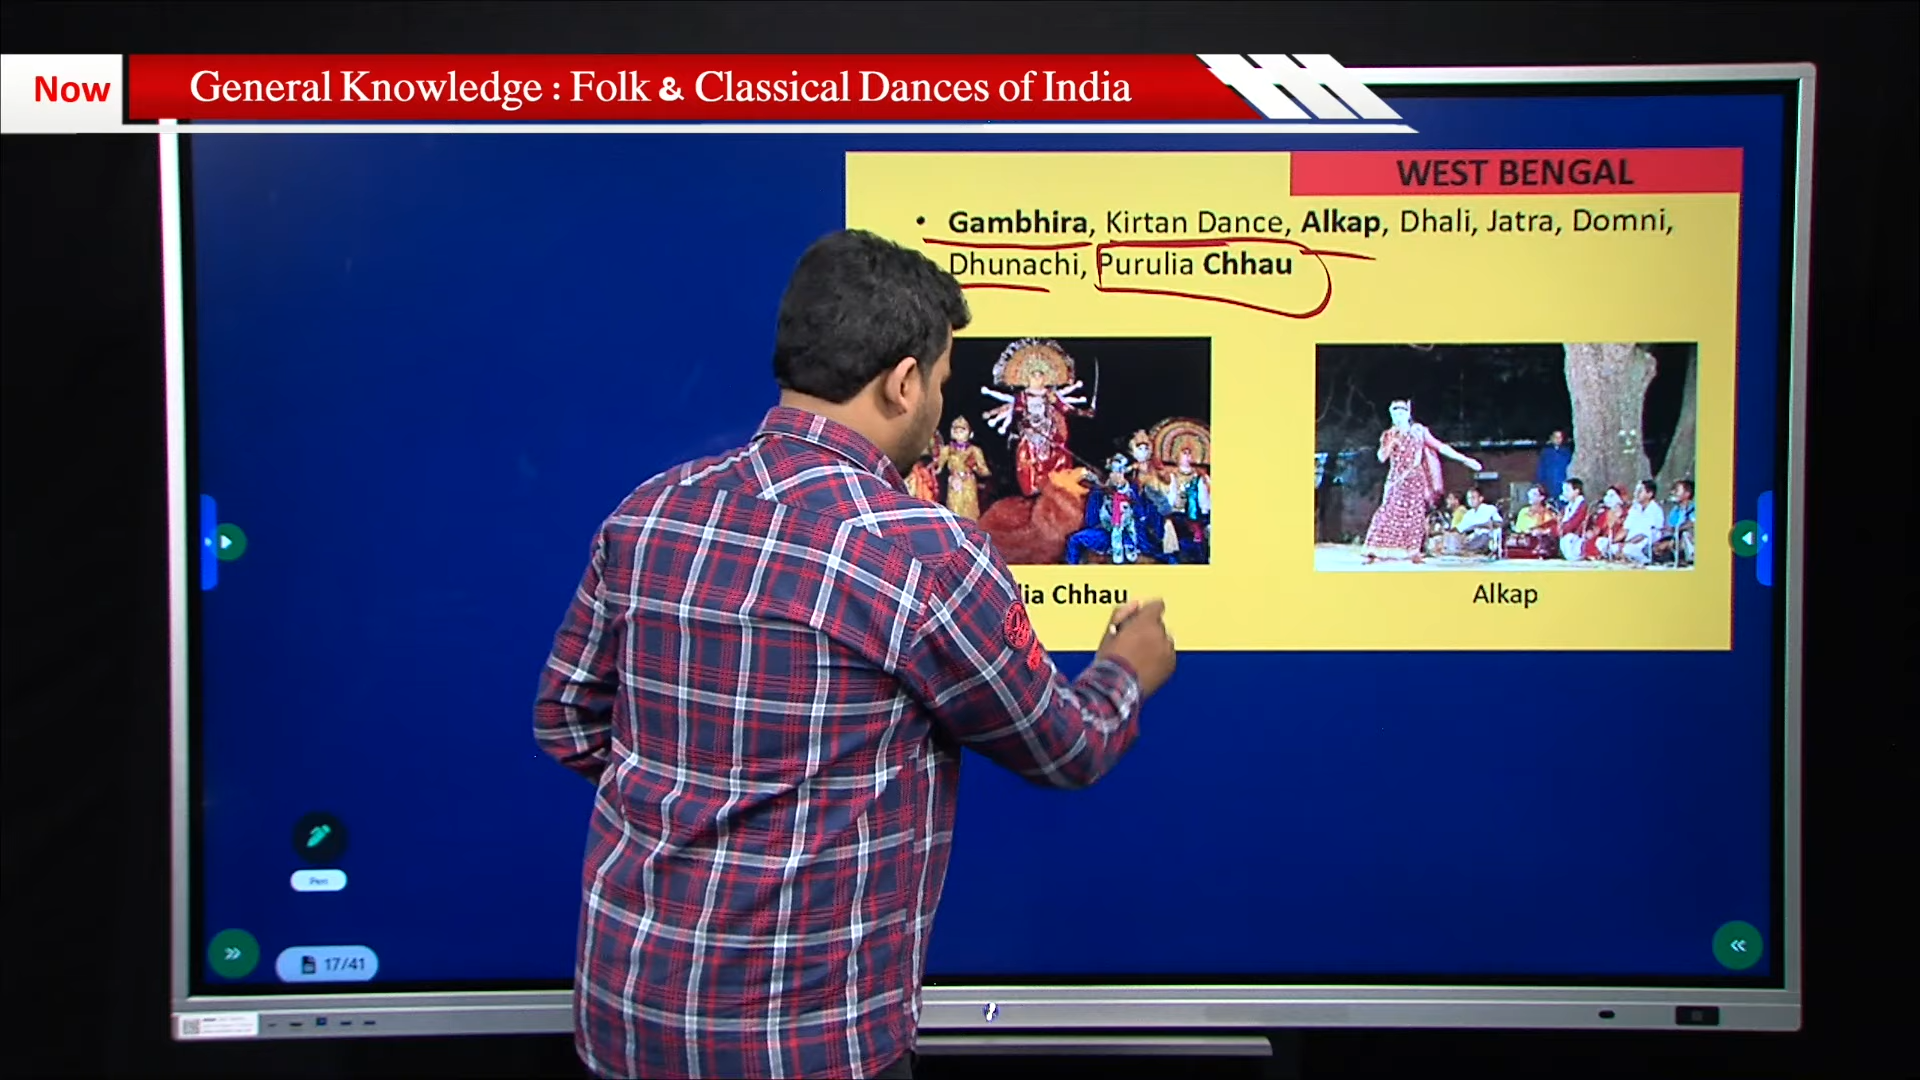 Now
General Knowledge : Folk & Classical Dances of India
WEST BENGAL
• Gambhira, Kirtan Dance, Alkap, Dhali, Jatra, Domni,
Dhunachi, Purulia Chhau
Chhau
Alkap
Pen
17/41